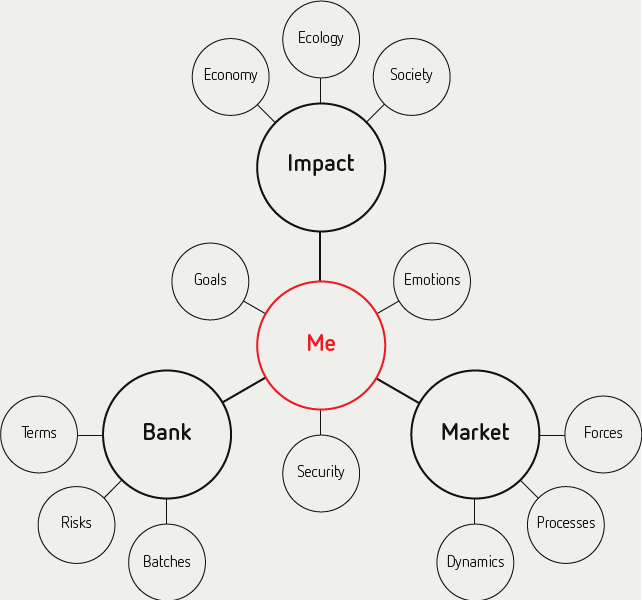 Ecology
Economy
Society
Impact
Goals
Emotions
Me
Terms
Bank
Market
Forces
Security
Risks
Processes
Batches
Dynamics